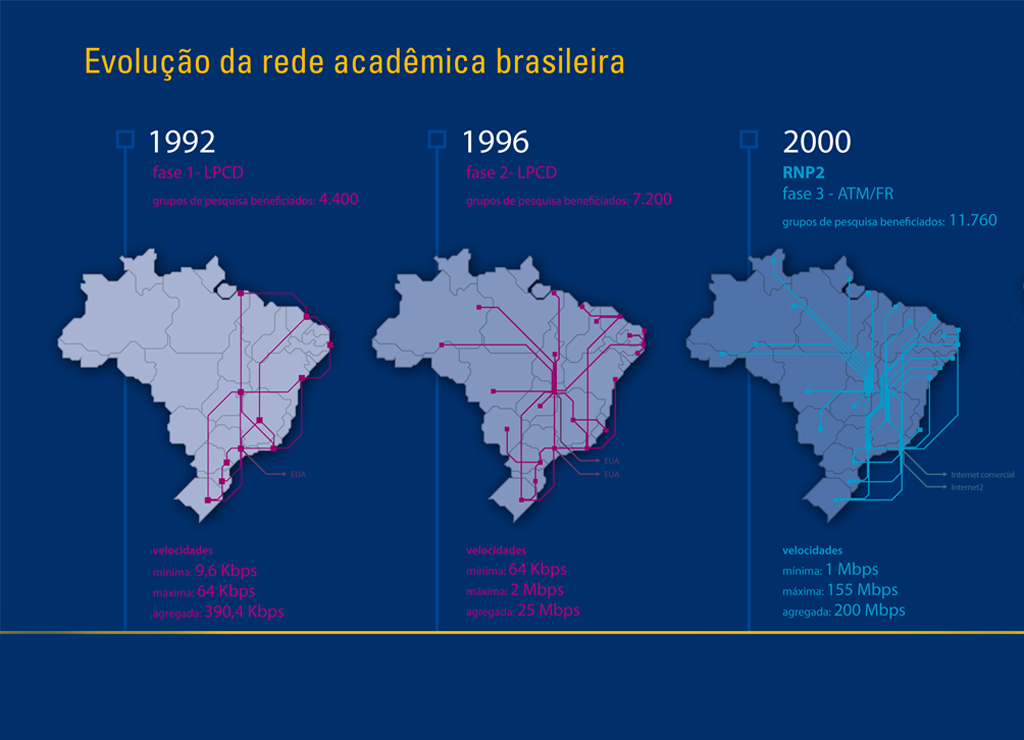 Evolução da rede acadêmica brasileira
1992
fase 1- LPCD
grupos de pesquisa beneficiados: 4.400
EUA
velocidades
mínima: 9,6 Kbps
máxima: 64 Kbps
agregada: 390,4 Kbps
1996
fase 2- LPCD
grupos de pesquisa beneficiados: 7.200
EUA
EUA
velocidades
mínima: 64 Kbps
máxima: 2 Mbps
agregada: 25 Mbps
2000
RNP2
fase 3 - ATM/FR
grupos de pesquisa beneficiados: 11.760
Internet comercial
Internet2
velocidades
mínima: 1 Mbps
máxima: 155 Mbps
agregada: 200 Mbps